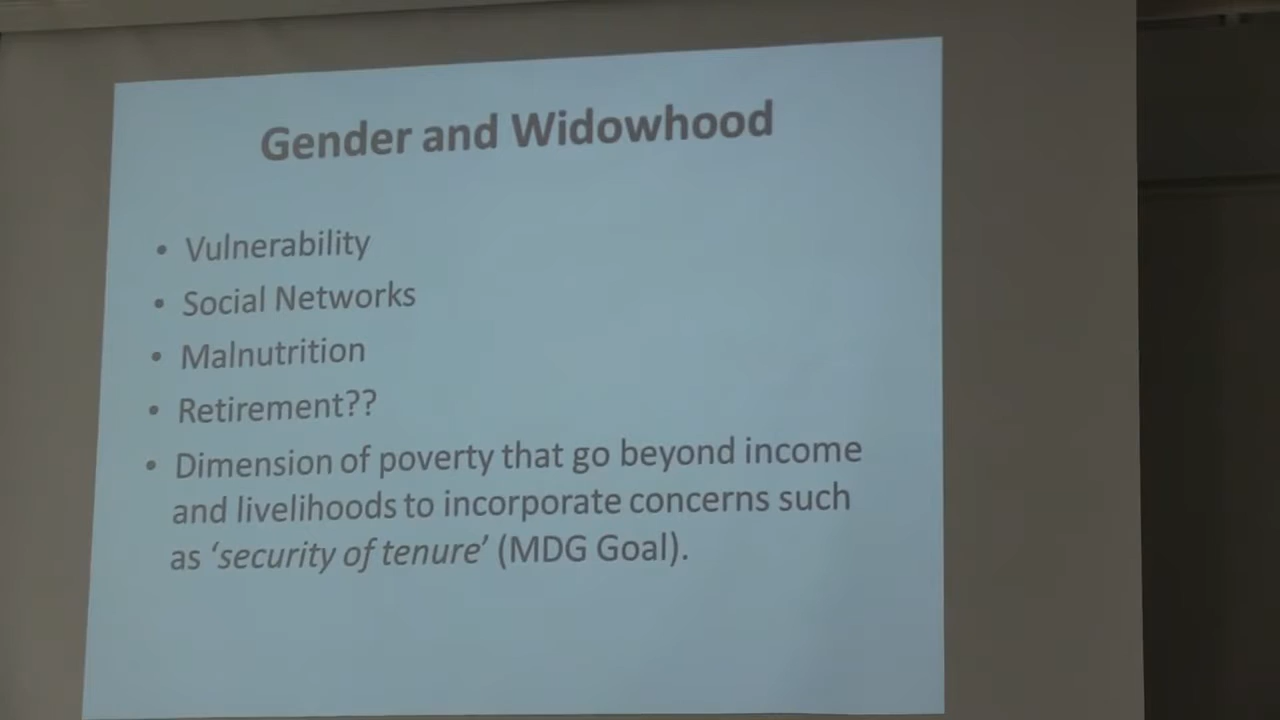 Gender and Widowhood
• Vulnerability
• Social Networks
• Malnutrition
• Retirement??
• Dimension of poverty that go beyond income
and livelihoods to incorporate concerns such
as ‘security of tenure’ (MDG Goal).